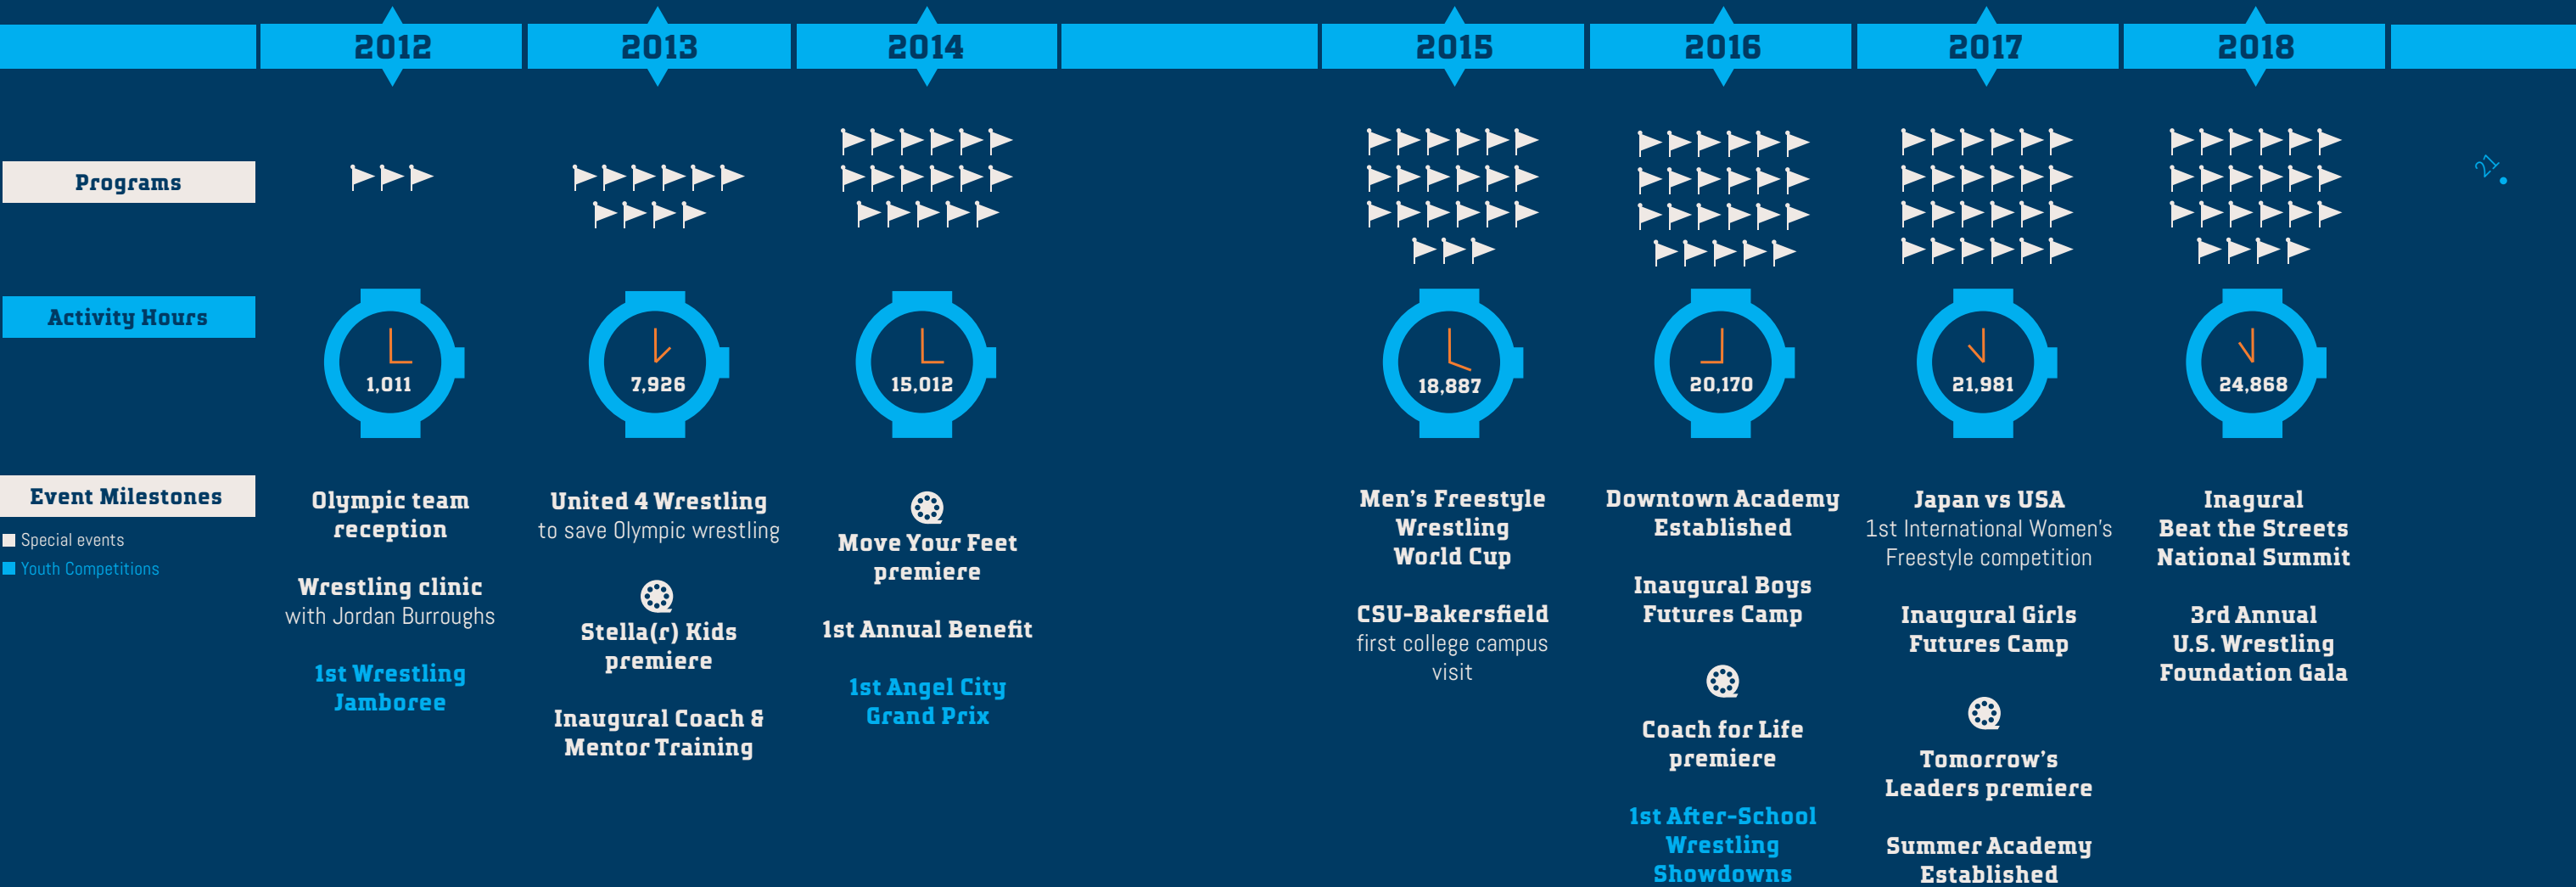 2012
2013
2014
2015
2016
2017
2018
Programs
21
Activity Hours
1,011
7,926
15,012
18,887
20,170
21,981
24,868
Event Milestones
Special events
Youth Competitions
Olympic team
reception
Wrestling clinic
with Jordan Burroughs
1st Wrestling
Jamboree
United 4 Wrestling
to save Olympic wrestling
Stella(r) Kids
premiere
Inaugural Coach &
Mentor Training
Move Your Feet
premiere
1st Annual Benefit
1st Angel City
Grand Prix
Men's Freestyle
Wrestling
World Cup
CSU-Bakersfield
first college campus
visit
Downtown Academy
Established
Inaugural Boys
Futures Camp
Coach for Life
premiere
1st After-School
Wrestling
Showdowns
Japan vs USA
1st International Women's
Freestyle competition
Inaugural Girls
Futures Camp
Tomorrow's
Leaders premiere
Summer Academy
Established
Inagural
Beat the Streets
National Summit
3rd Annual
U.S. Wrestling
Foundation Gala